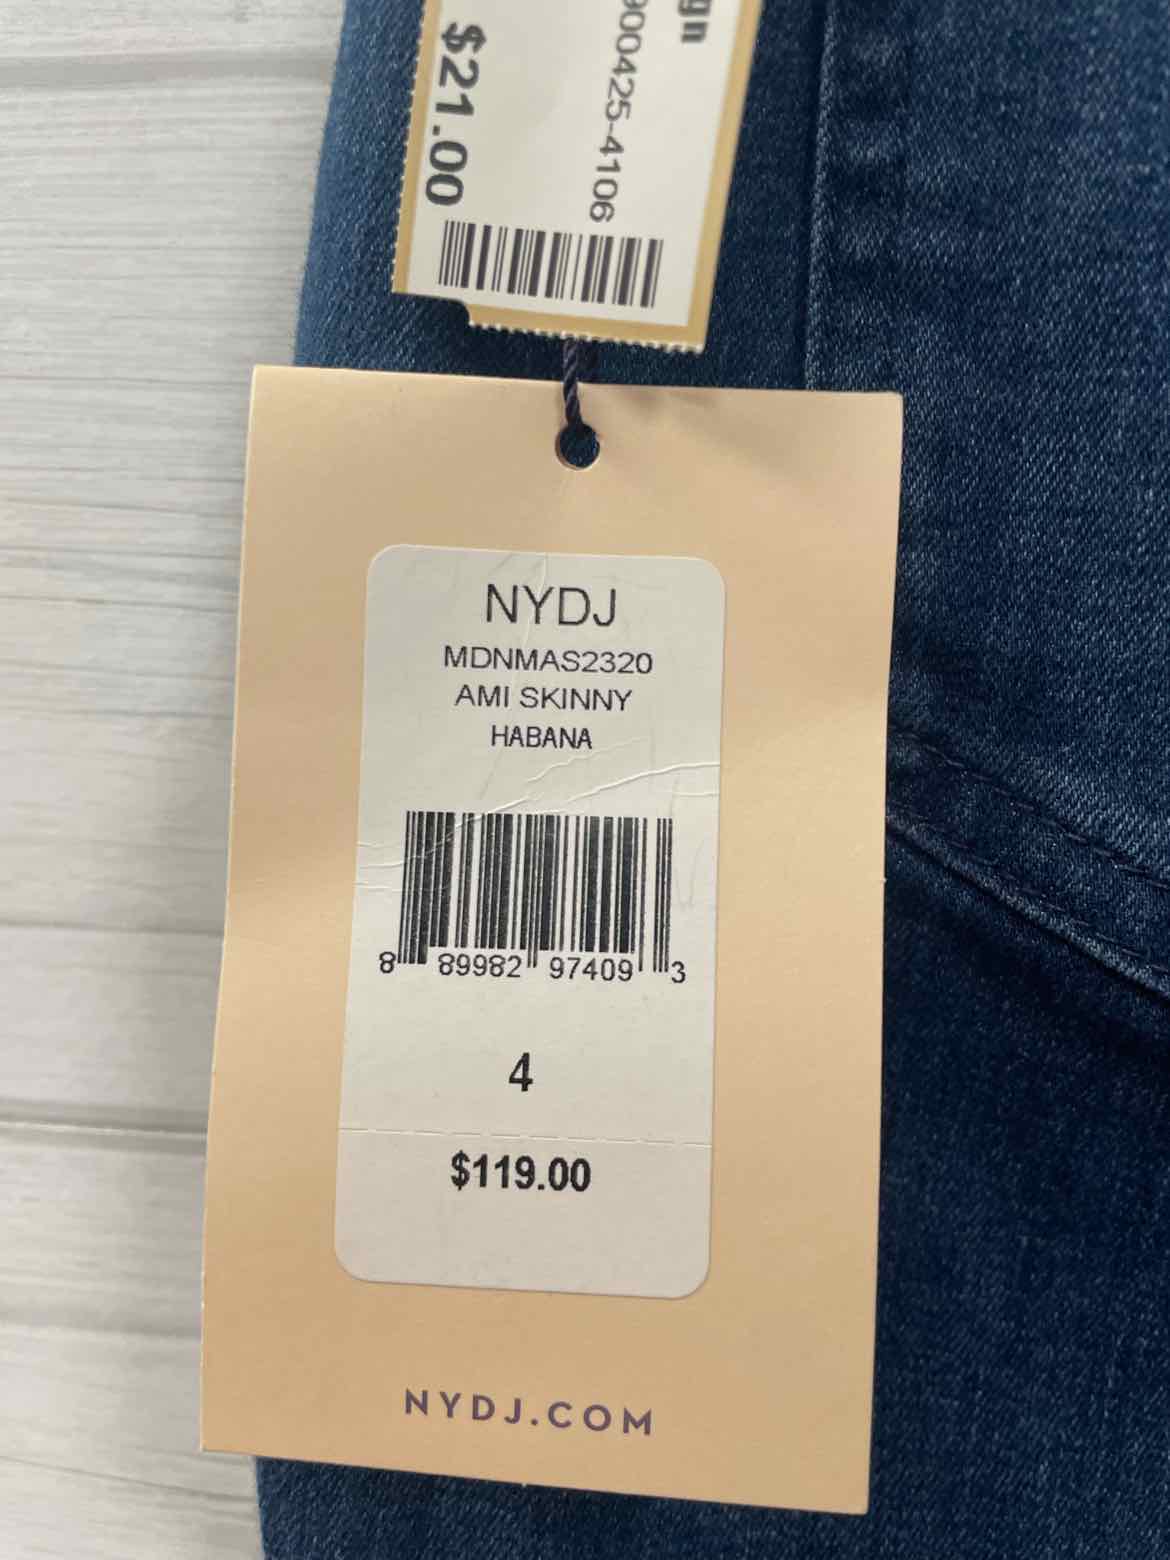 $21.00
900425-4106
NYDJ
MDNMAS2320
AMI SKINNY
HABANA
8 89982 97409 3
4
$119.00
NYDJ.COM